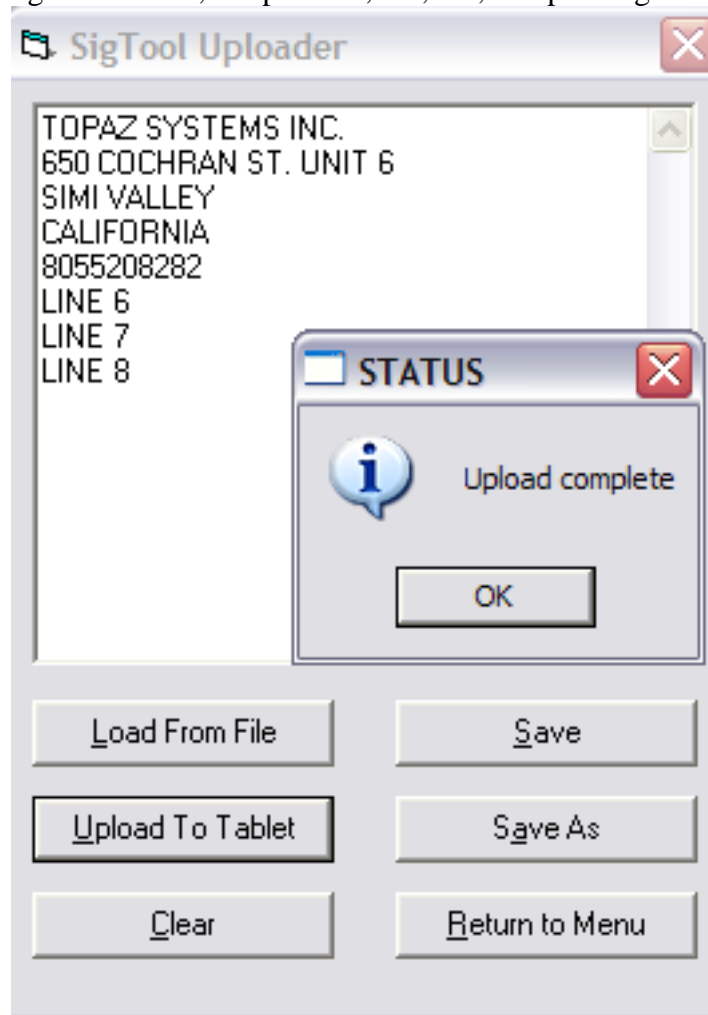 SigTool Uploader
TOPAZ SYSTEMS INC.
650 COCHRAN ST. UNIT 6
SIMI VALLEY
CALIFORNIA
8055208282
LINE 6
LINE 7
LINE 8
STATUS
Upload complete
OK
Load From File
Save
Upload To Tablet
Save As
Clear
Return to Menu